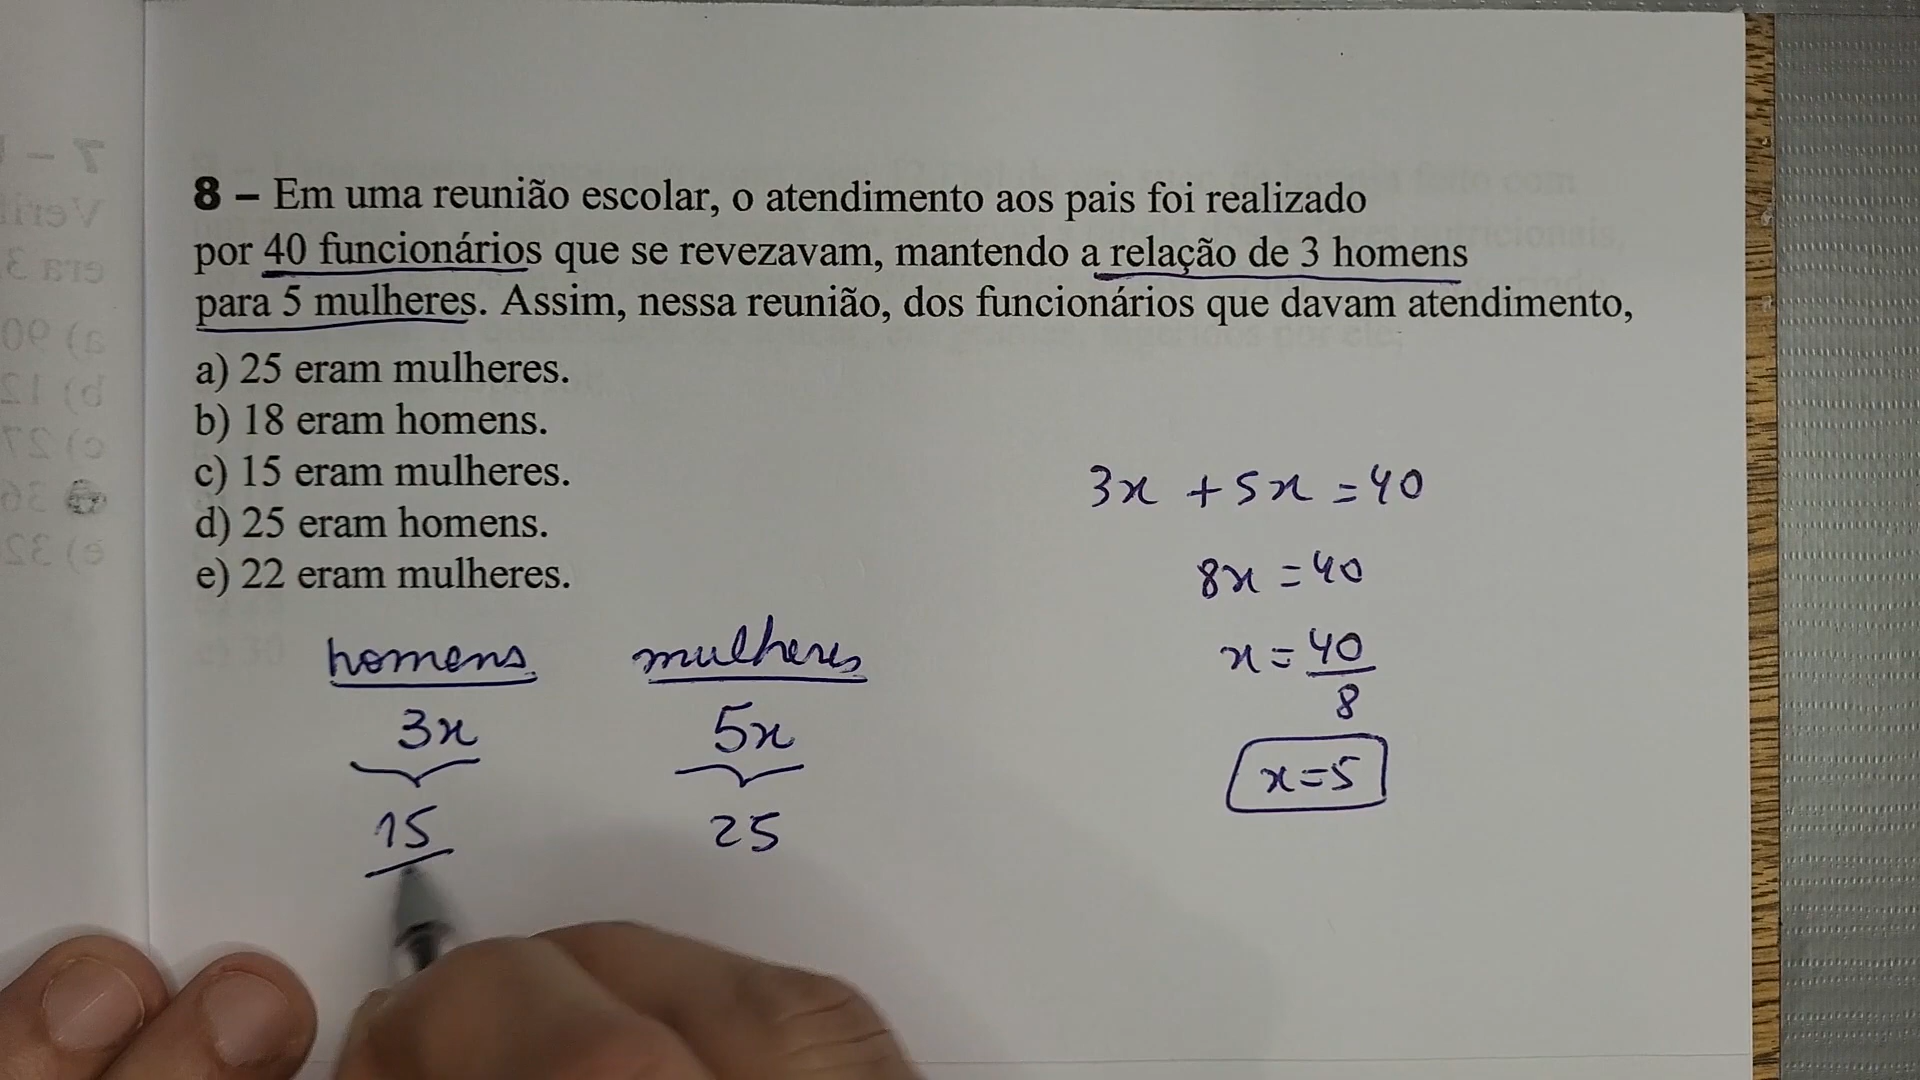 8 – Em uma reunião escolar, o atendimento aos pais foi realizado
por 40 funcionários que se revezavam, mantendo a relação de 3 homens
para 5 mulheres. Assim, nessa reunião, dos funcionários que davam atendimento,
a) 25 eram mulheres.
b) 18 eram homens.
c) 15 eram mulheres.
d) 25 eram homens.
e) 22 eram mulheres.
homens mulheres
3x 5x
15 25
3x + 5x = 40
8x = 40
x = 40
8
x = 5